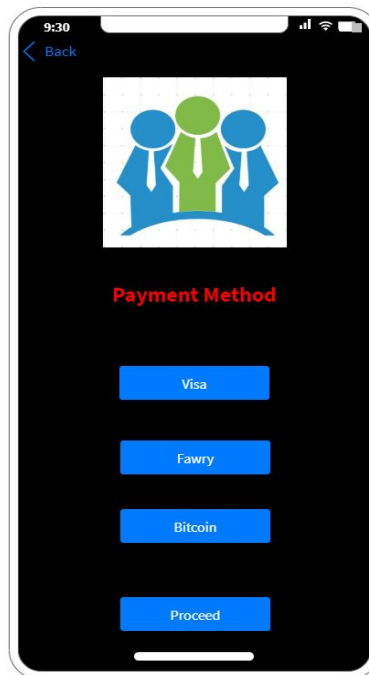 9:30
Back
Payment Method
Visa
Fawry
Bitcoin
Proceed